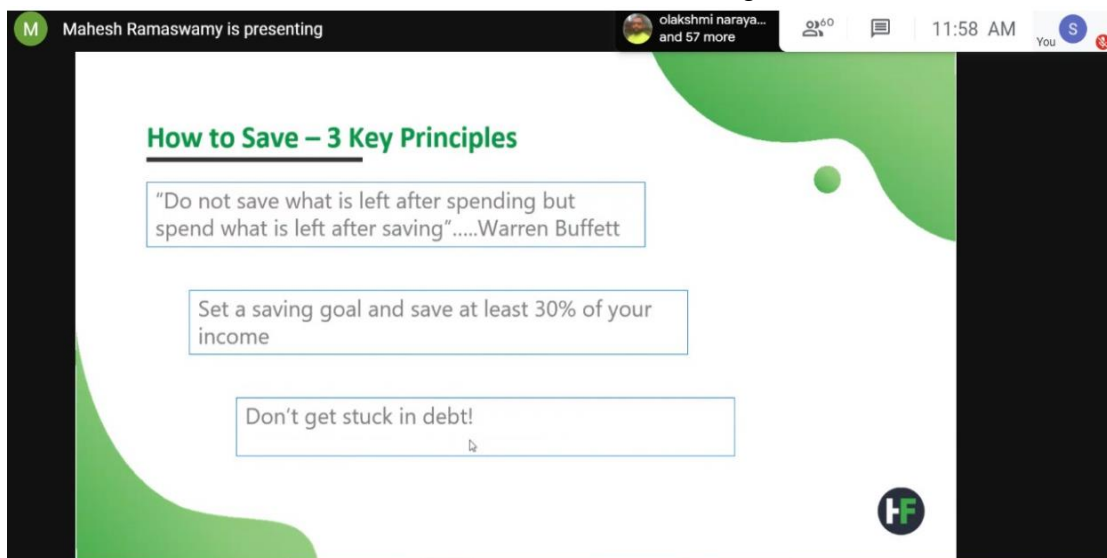 M
Mahesh Ramaswamy is presenting
olakshmi naraya...
and 57 more
60
11:58 AM
You
S
How to Save – 3 Key Principles
"Do not save what is left after spending but
spend what is left after saving".....Warren Buffett
Set a saving goal and save at least 30% of your
income
Don't get stuck in debt!
HF